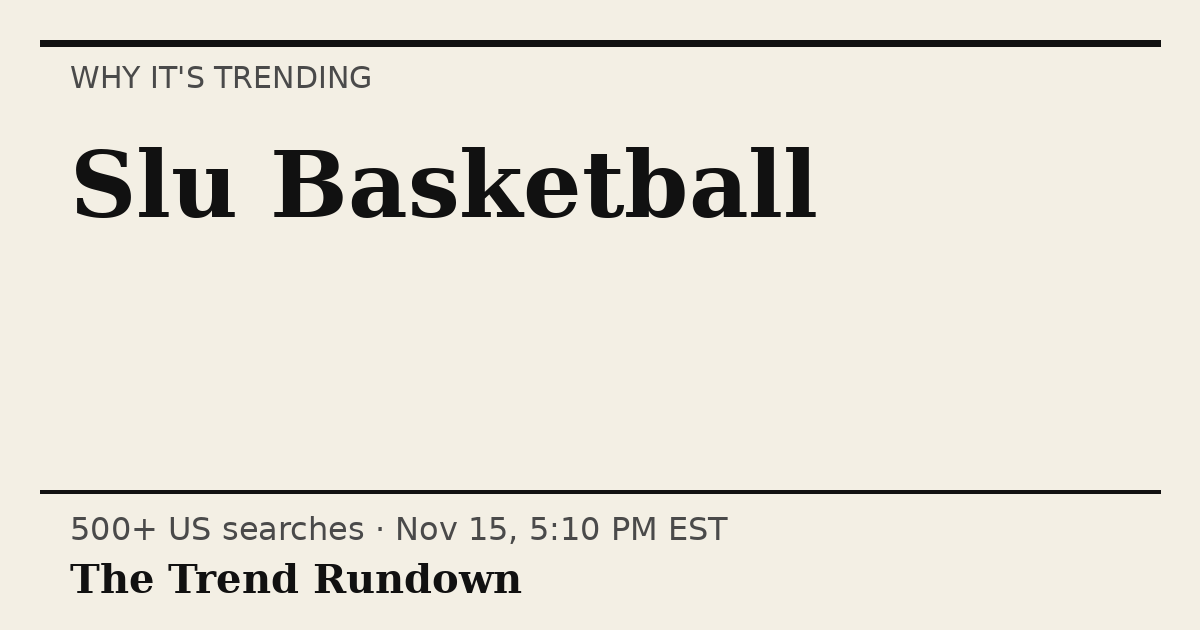 WHY IT'S TRENDING
Slu Basketball
500+ US searches · Nov 15, 5:10 PM EST
The Trend Rundown